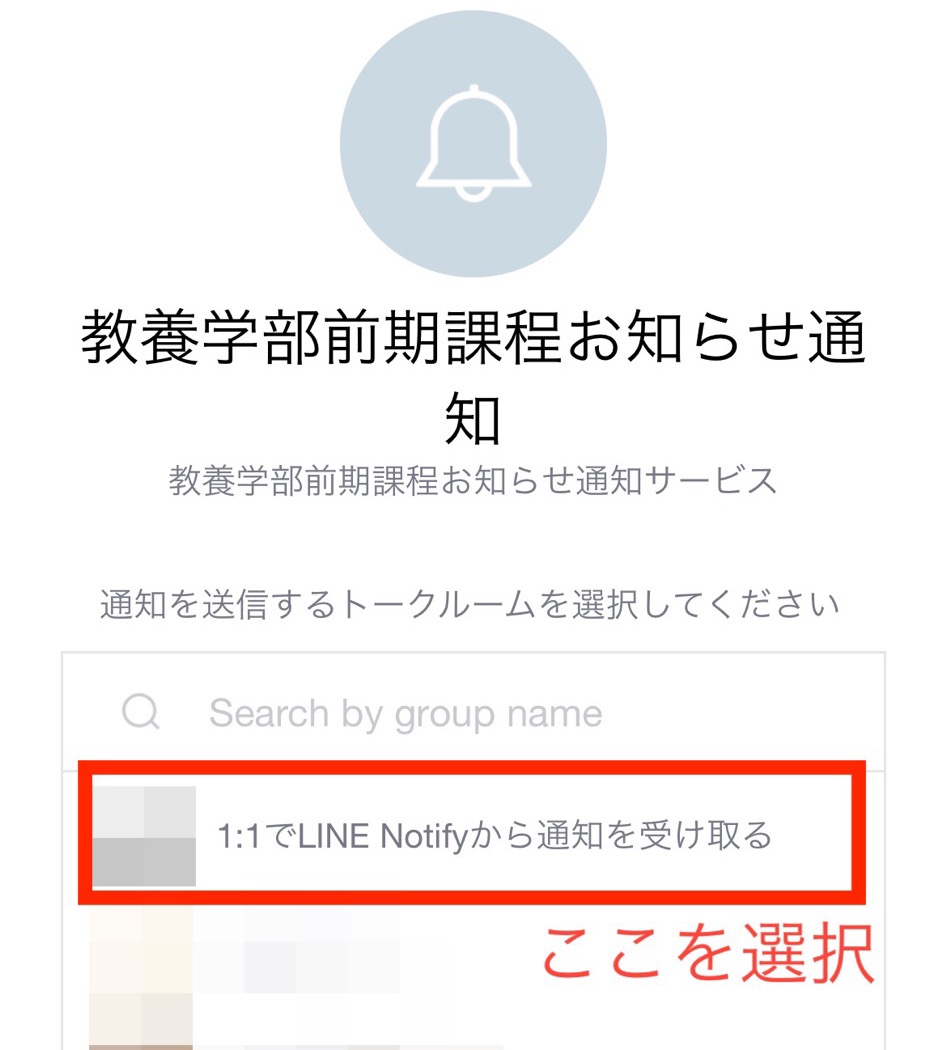 教養学部前期課程お知らせ通
知
教養学部前期課程お知らせ通知サービス
通知を送信するトークルームを選択してください
Search by group name
1:1でLINE Notifyから通知を受け取る
ここを選択